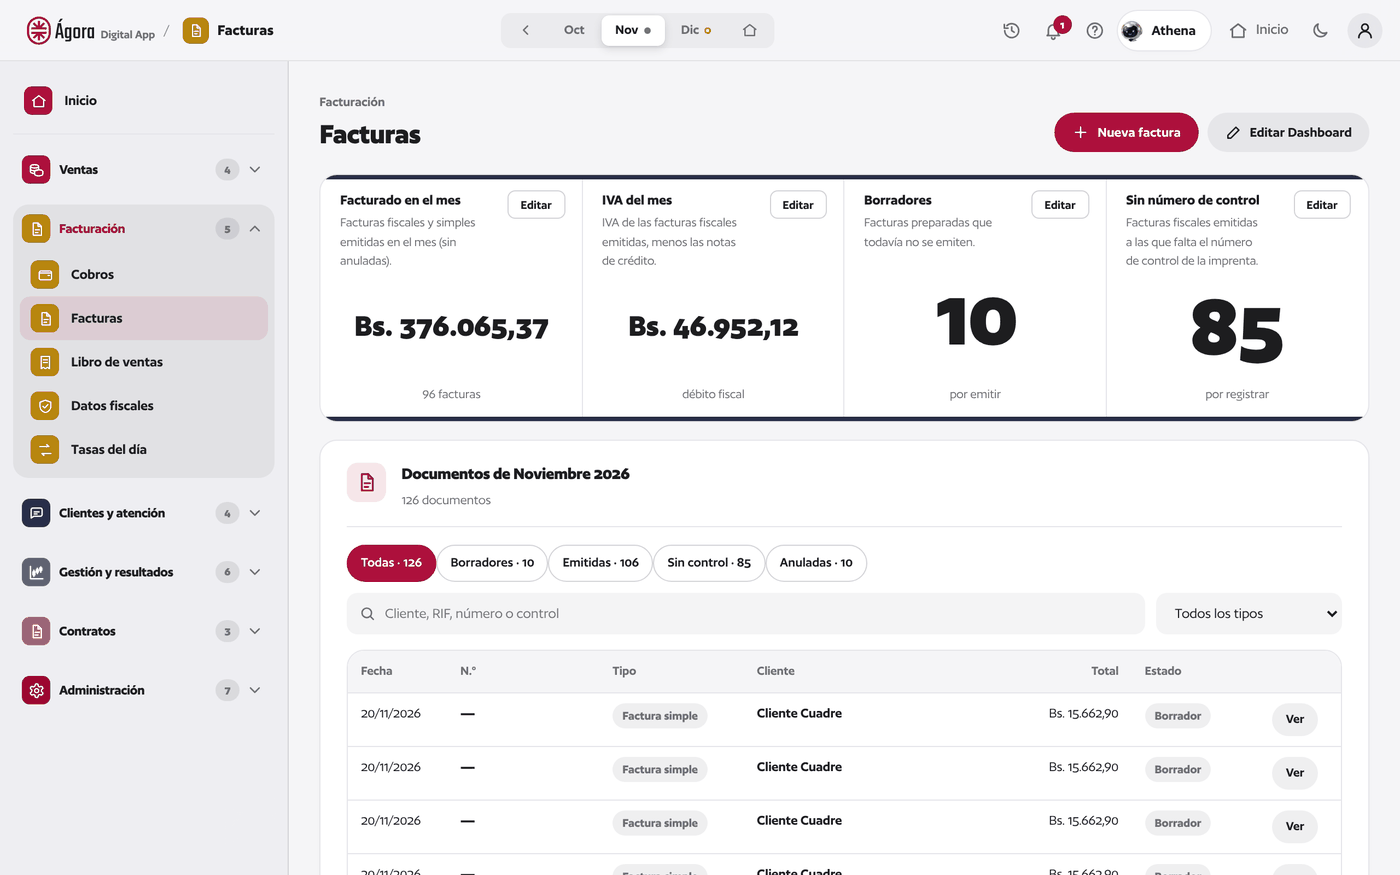 Ágora Digital App / Facturas
Oct
Nov
Dic
1
Athena
Inicio
Inicio
Ventas 4
Facturación 5
Cobros
Facturas
Libro de ventas
Datos fiscales
Tasas del día
Clientes y atención 4
Gestión y resultados 6
Contratos 3
Administración 7
Facturación
Facturas
Nueva factura
Editar Dashboard
Facturado en el mes
Editar
Facturas fiscales y simples
emitidas en el mes (sin
anuladas).
Bs. 376.065,37
96 facturas
IVA del mes
Editar
IVA de las facturas fiscales
emitidas, menos las notas
de crédito.
Bs. 46.952,12
débito fiscal
Borradores
Editar
Facturas preparadas que
todavía no se emiten.
10
por emitir
Sin número de control
Editar
Facturas fiscales emitidas
a las que falta el número
de control de la imprenta.
85
por registrar
Documentos de Noviembre 2026
126 documentos
Todas · 126
Borradores · 10
Emitidas · 106
Sin control · 85
Anuladas · 10
Cliente, RIF, número o control
Todos los tipos
Fecha N.° Tipo Cliente Total Estado
20/11/2026 — Factura simple Cliente Cuadre Bs. 15.662,90 Borrador Ver
20/11/2026 — Factura simple Cliente Cuadre Bs. 15.662,90 Borrador Ver
20/11/2026 — Factura simple Cliente Cuadre Bs. 15.662,90 Borrador Ver
20/11/2026 Cliente Cuadre Bs. 15.662,90